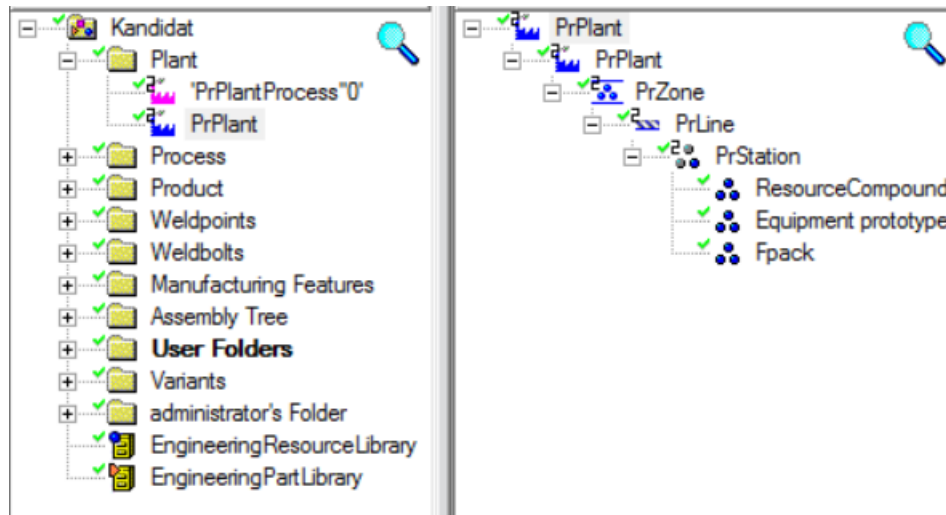 Kandidat
Plant
"PrPlantProcess"0'
PrPlant
Process
Product
Weldpoints
Weldbolts
Manufacturing Features
Assembly Tree
User Folders
Variants
administrator's Folder
EngineeringResourceLibrary
EngineeringPartLibrary
PrPlant
PrPlant
PrZone
PrLine
PrStation
ResourceCompound
Equipment prototype
Fpack